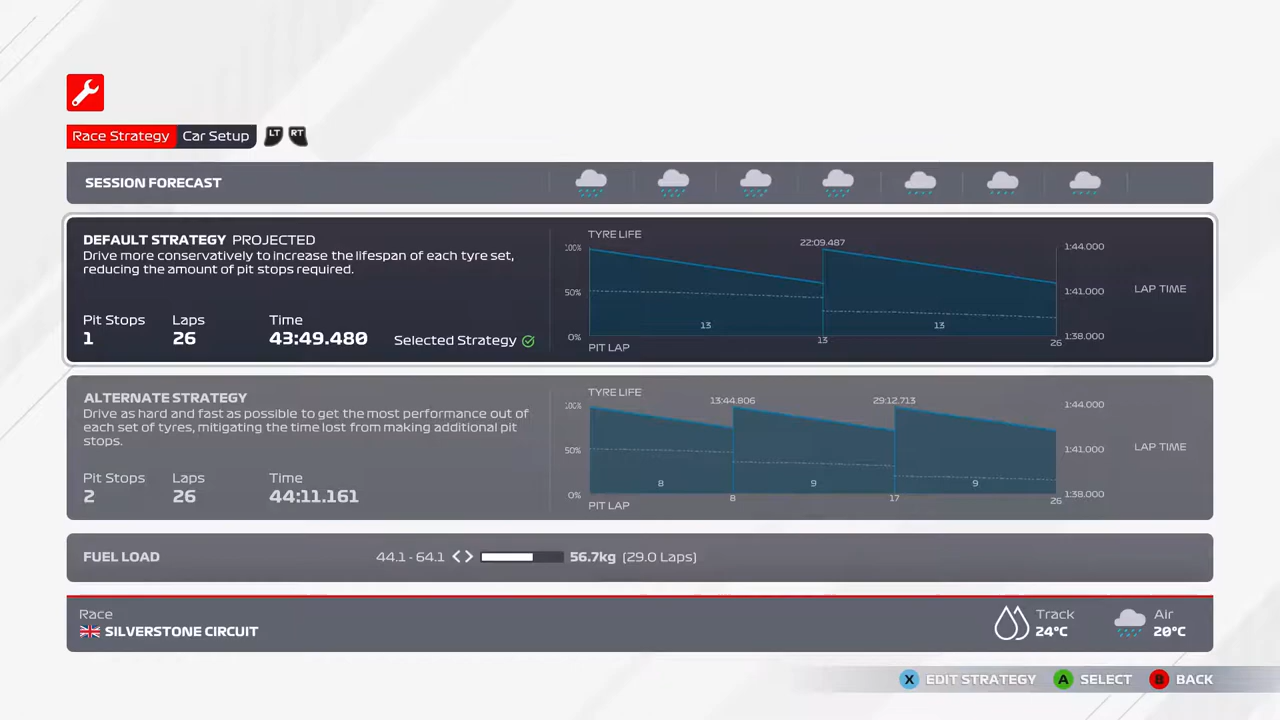 Race Strategy Car Setup LT RT
SESSION FORECAST
DEFAULT STRATEGY PROJECTED
Drive more conservatively to increase the lifespan of each tyre set,
reducing the amount of pit stops required.
Pit Stops Laps Time
1 26 43:49.480 Selected Strategy
TYRE LIFE
22:09.487
100% 1:44.000
50% 1:41.000 LAP TIME
13 13
0% 13 26 1:38.000
PIT LAP
ALTERNATE STRATEGY
Drive as hard and fast as possible to get the most performance out of
each set of tyres, mitigating the time lost from making additional pit
stops.
Pit Stops Laps Time
2 26 44:11.161
TYRE LIFE
13:44.806 29:12.713
100% 1:44.000
50% 1:41.000 LAP TIME
8 9 9
0% 8 17 26 1:38.000
PIT LAP
FUEL LOAD 44.1 - 64.1 <> 56.7kg (29.0 Laps)
Race
SILVERSTONE CIRCUIT
Track
24°C
Air
20°C
X EDIT STRATEGY A SELECT B BACK